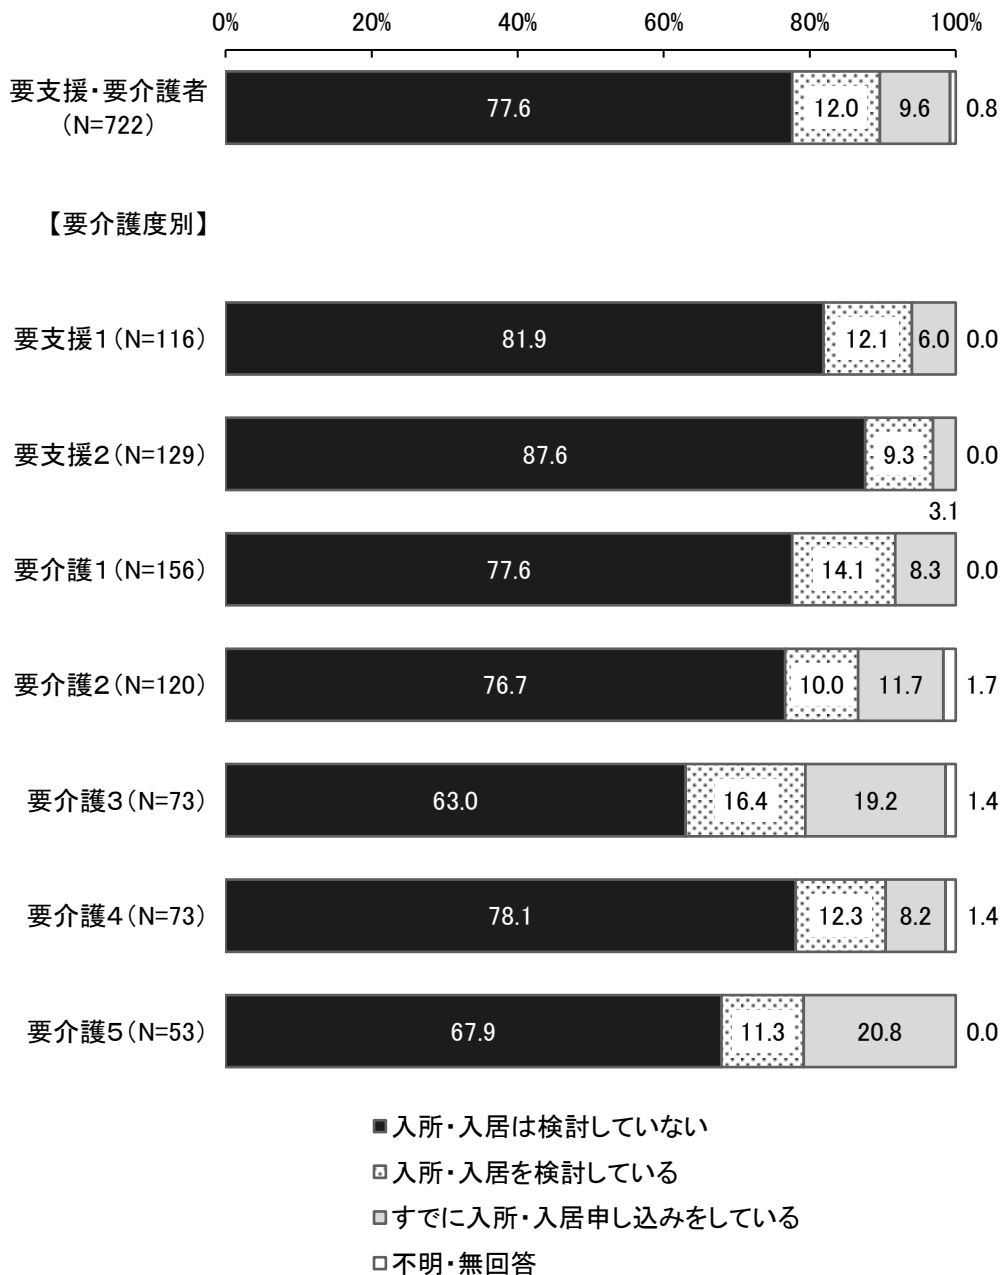 0% 20% 40% 60% 80% 100%
要支援・要介護者
(N=722)
77.6 12.0 9.6 0.8
【要介護度別】
要支援1(N=116) 81.9 12.1 6.0 0.0
要支援2(N=129) 87.6 9.3 0.0
3.1
要介護1(N=156) 77.6 14.1 8.3 0.0
要介護2(N=120) 76.7 10.0 11.7 1.7
要介護3(N=73) 63.0 16.4 19.2 1.4
要介護4(N=73) 78.1 12.3 8.2 1.4
要介護5(N=53) 67.9 11.3 20.8 0.0
入所・入居は検討していない
入所・入居を検討している
すでに入所・入居申し込みをしている
不明・無回答